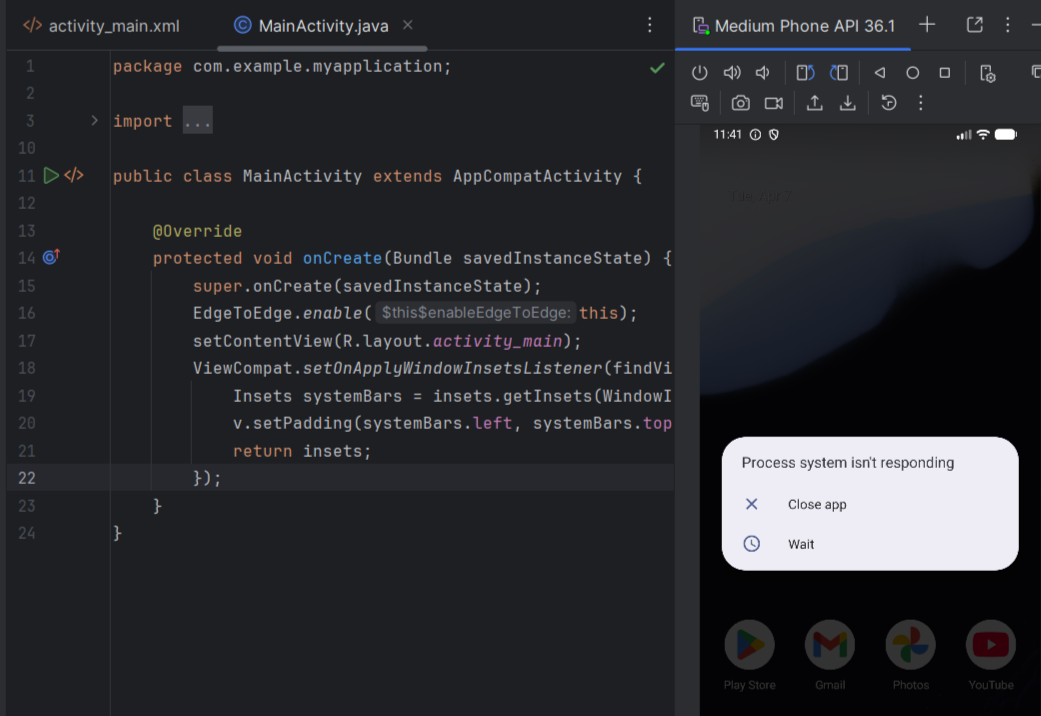 activity_main.xml
MainActivity.java
1 package com.example.myapplication;
2
3 import ...
10
11 public class MainActivity extends AppCompatActivity {
12
13 @Override
14 protected void onCreate(Bundle savedInstanceState) {
15 super.onCreate(savedInstanceState);
16 EdgeToEdge.enable( $this$enableEdgeToEdge: this);
17 setContentView(R.layout.activity_main);
18 ViewCompat.setOnApplyWindowInsetsListener(findVi
19 Insets systemBars = insets.getInsets(WindowI
20 v.setPadding(systemBars.left, systemBars.top
21 return insets;
22 });
23 }
24 }
Medium Phone API 36.1
11:41
Process system isn't responding
Close app
Wait
Play Store
Gmail
Photos
YouTube